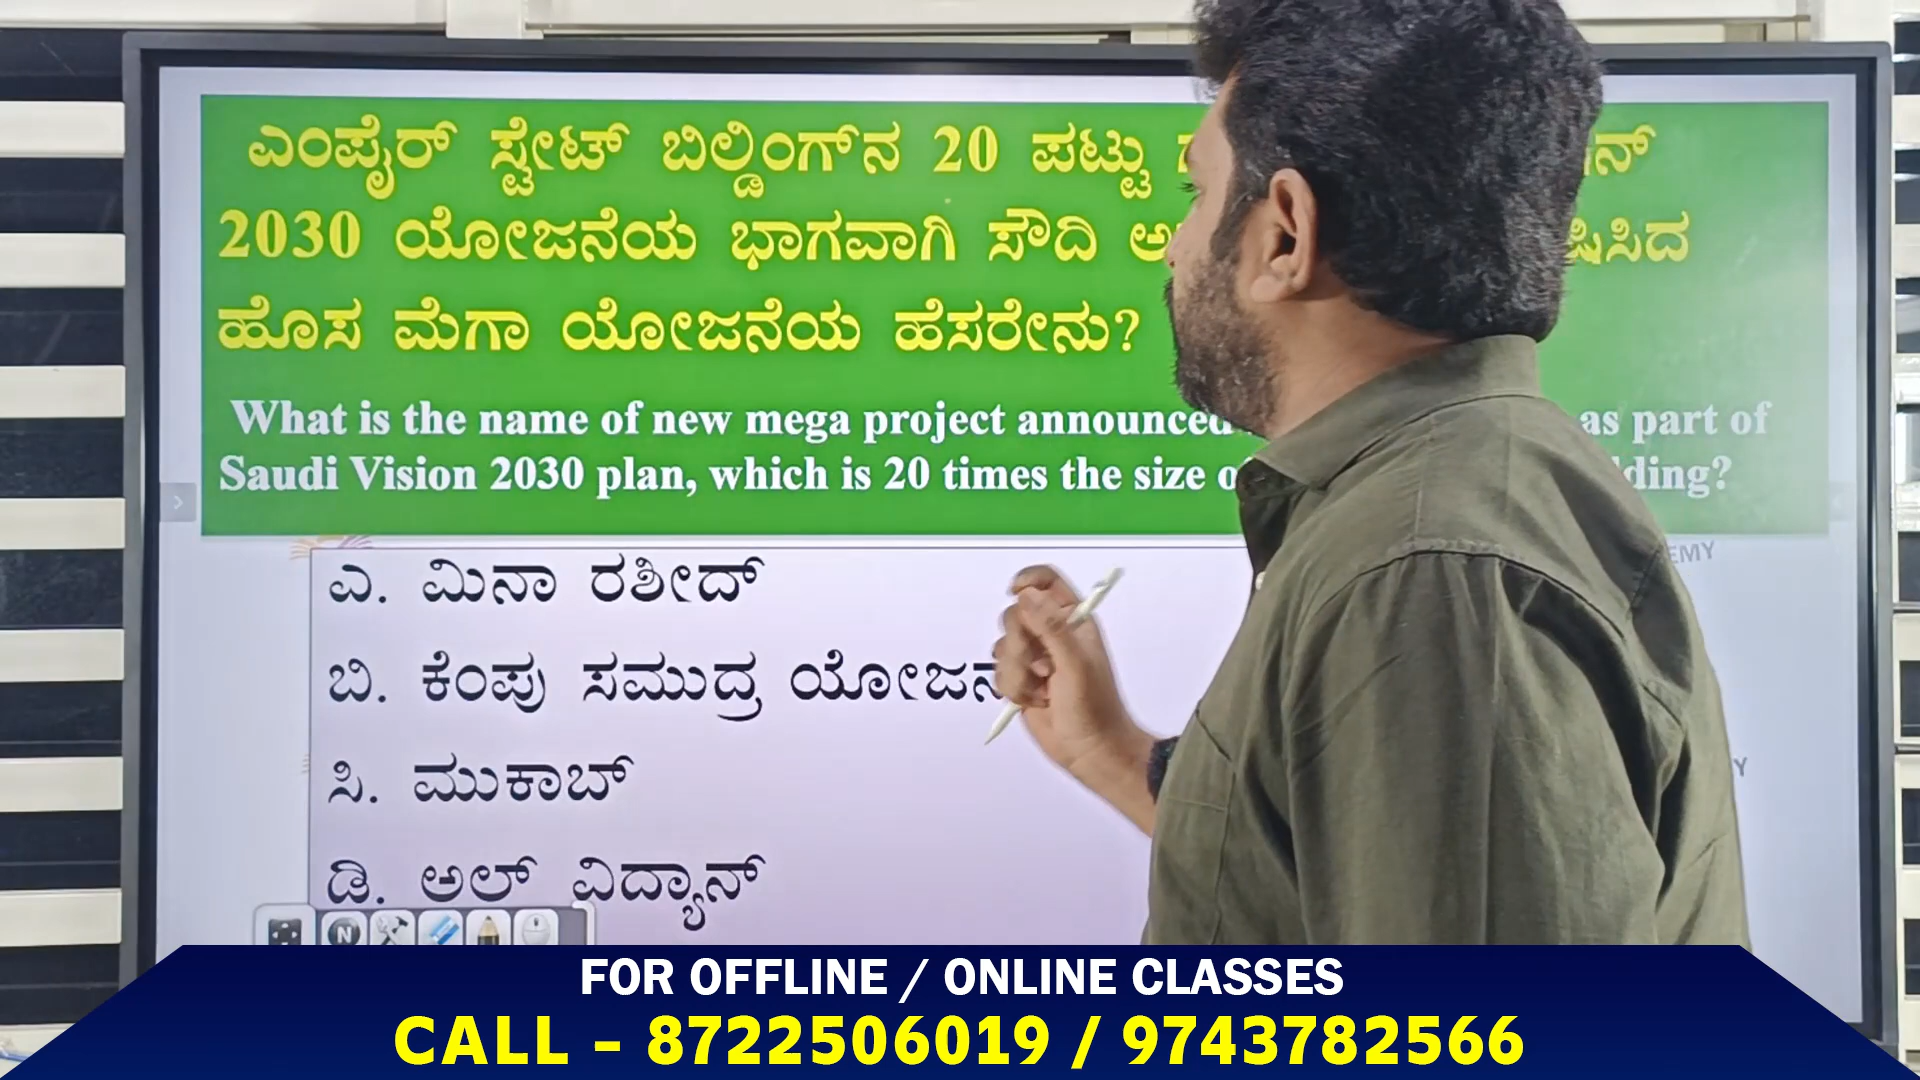 ಎಂಪೈರ್ ಸ್ಟೇಟ್ ಬಿಲ್ಡಿಂಗ್‌ನ 20 ಪಟ್ಟು
2030 ಯೋಜನೆಯ ಭಾಗವಾಗಿ ಸೌದಿ
ಹೊಸ ಮೆಗಾ ಯೋಜನೆಯ ಹೆಸರೇನು?
What is the name of new mega project announced as part of
Saudi Vision 2030 plan, which is 20 times the size
ಎ. ಮಿನಾ ರಶೀದ್
ಬಿ. ಕೆಂಪು ಸಮುದ್ರ
ಸಿ. ಮುಕಾಬ್
ಡಿ. ಅಲ್ ವಿದ್ಯಾನ್
N
FOR OFFLINE / ONLINE CLASSES
CALL – 8722506019 / 9743782566